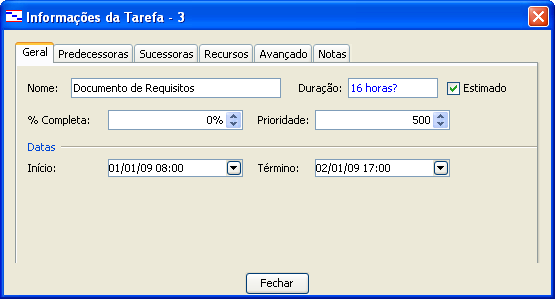 Informações da Tarefa - 3
Geral Predecessoras Sucessoras Recursos Avançado Notas
Nome: Documento de Requisitos Duração: 16 horas? Estimado
% Completa: 0% Prioridade: 500
Datas
Início: 01/01/09 08:00 Término: 02/01/09 17:00
Fechar